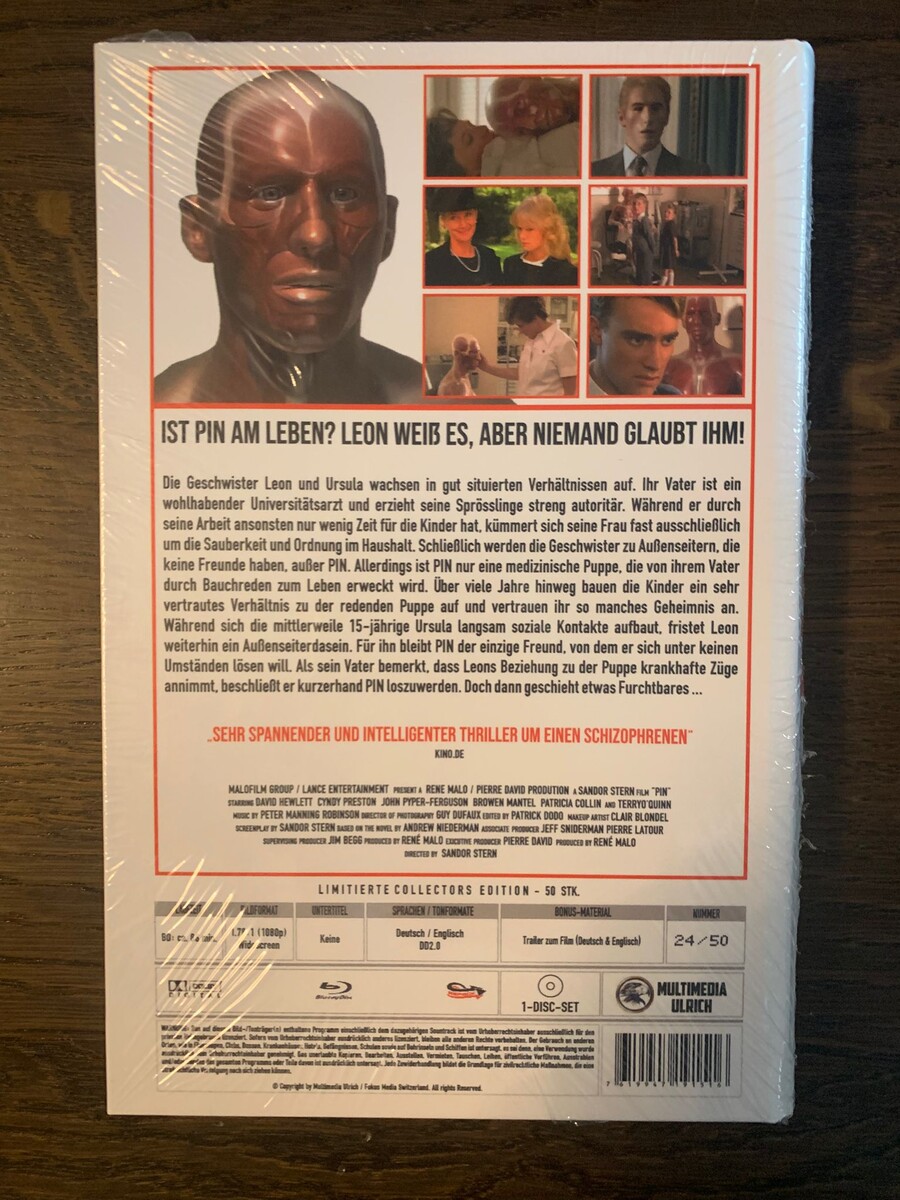 IST PIN AM LEBEN? LEON WEIß ES, ABER NIEMAND GLAUBT IHM!
Die Geschwister Leon und Ursula wachsen in gut situierten Verhältnissen auf. Ihr Vater ist ein
wohlhabender Universitätsarzt und erzieht seine Sprösslinge streng autoritär. Während er durch
seine Arbeit ansonsten nur wenig Zeit für die Kinder hat, kümmert sich seine Frau fast ausschließlich
um die Sauberkeit und Ordnung im Haushalt. Schließlich werden die Geschwister zu Außenseitern, die
keine Freunde haben, außer PIN. Allerdings ist PIN nur eine medizinische Puppe, die von ihrem Vater
durch Bauchreden zum Leben erweckt wird. Über viele Jahre hinweg bauen die Kinder ein sehr
vertrautes Verhältnis zu der redenden Puppe auf und vertrauen ihr so manches Geheimnis an.
Während sich die mittlerweile 15-jährige Ursula langsam soziale Kontakte aufbaut, fristet Leon
weiterhin ein Außenseiterdasein. Für ihn bleibt PIN der einzige Freund, von dem er sich unter keinen
Umständen lösen will. Als sein Vater bemerkt, dass Leons Beziehung zu der Puppe krankhafte Züge
annimmt, beschließt er kurzerhand PIN loszuwerden. Doch dann geschieht etwas Furchtbares ...
„SEHR SPANNENDER UND INTELLIGENTER THRILLER UM EINEN SCHIZOPHRENEN"
KINO.DE
MALOFILM GROUP / LANCE ENTERTAINMENT PRESENT A RENE MALO / PIERRE DAVID PRODUTION A SANDOR STERN FILM "PIN"
STARRING DAVID HEWLETT CYNDY PRESTON JOHN PYPER-FERGUSON BROWEN MANTEL PATRICIA COLLIN AND TERRYO'QUINN
MUSIC BY PETER MANNING ROBINSON DIRECTOR OF PHOTOGRAPHY GUY DUFAUX EDITED BY PATRICK DODO MAKEUP ARTIST CLAIR BLONDEL
SCREENPLAY BY SANDOR STERN BASED ON THE NOVEL BY ANDREW NIEDERMAN ASSOCIATE PRODUCER JEFF SNIDERMAN PIERRE LATOUR
SUPERVISING PRODUCER JIM BEGG PRODUCED BY RENÉ MALO EXCUTIVE PRODUCER PIERRE DAVID PRODUCED BY RENÉ MALO
DIRECTED BY SANDOR STERN
LIMITIERTE COLLECTORS EDITION - 50 STK.
BILDFORMAT UNTERTITEL SPRACHEN / TONFORMATE BONUS-MATERIAL NUMMER
(1080p) Keine Deutsch / Englisch Trailer zum Film (Deutsch & Englisch) 24/50
Widescreen DD2.0
DIGITAL Blu-ray Disc 1-DISC-SET MULTIMEDIA
ULRICH
© Copyright by Multimedia Ulrich / Fokus Media Switzerland. All rights Reserved.